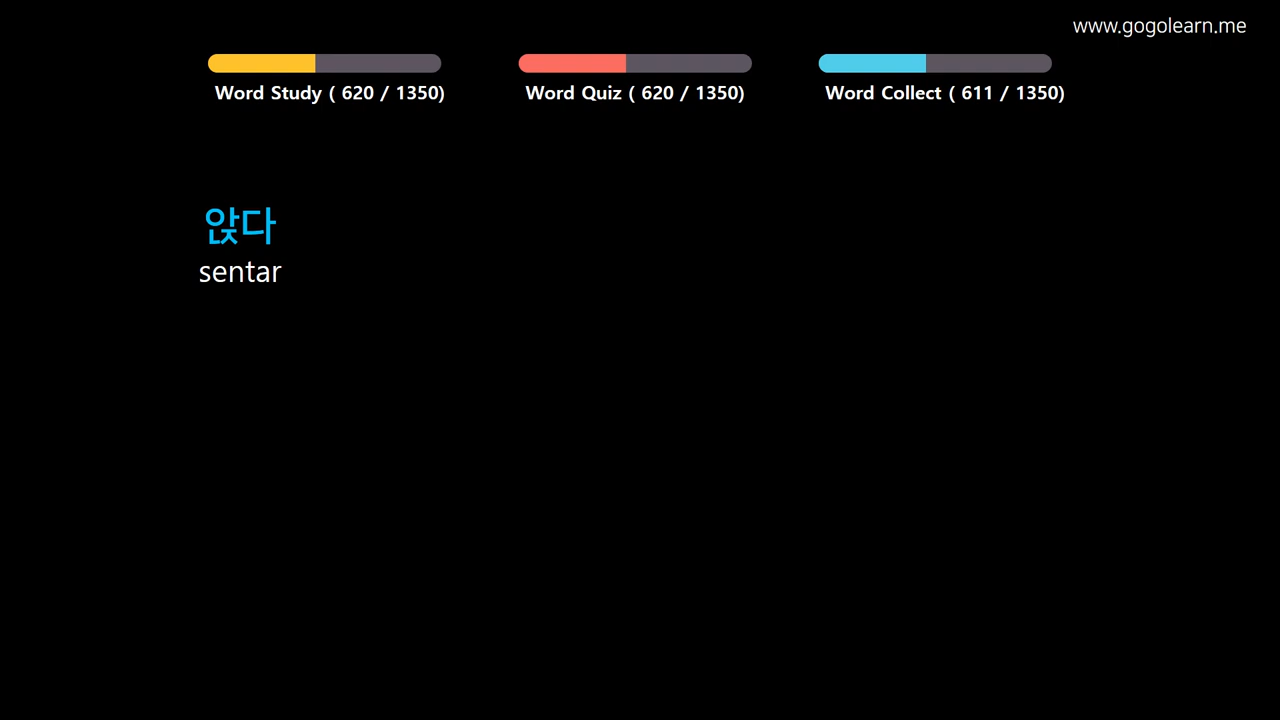 www.gogolearn.me
Word Study ( 620 / 1350)
Word Quiz ( 620 / 1350)
Word Collect ( 611 / 1350)
앉다
sentar